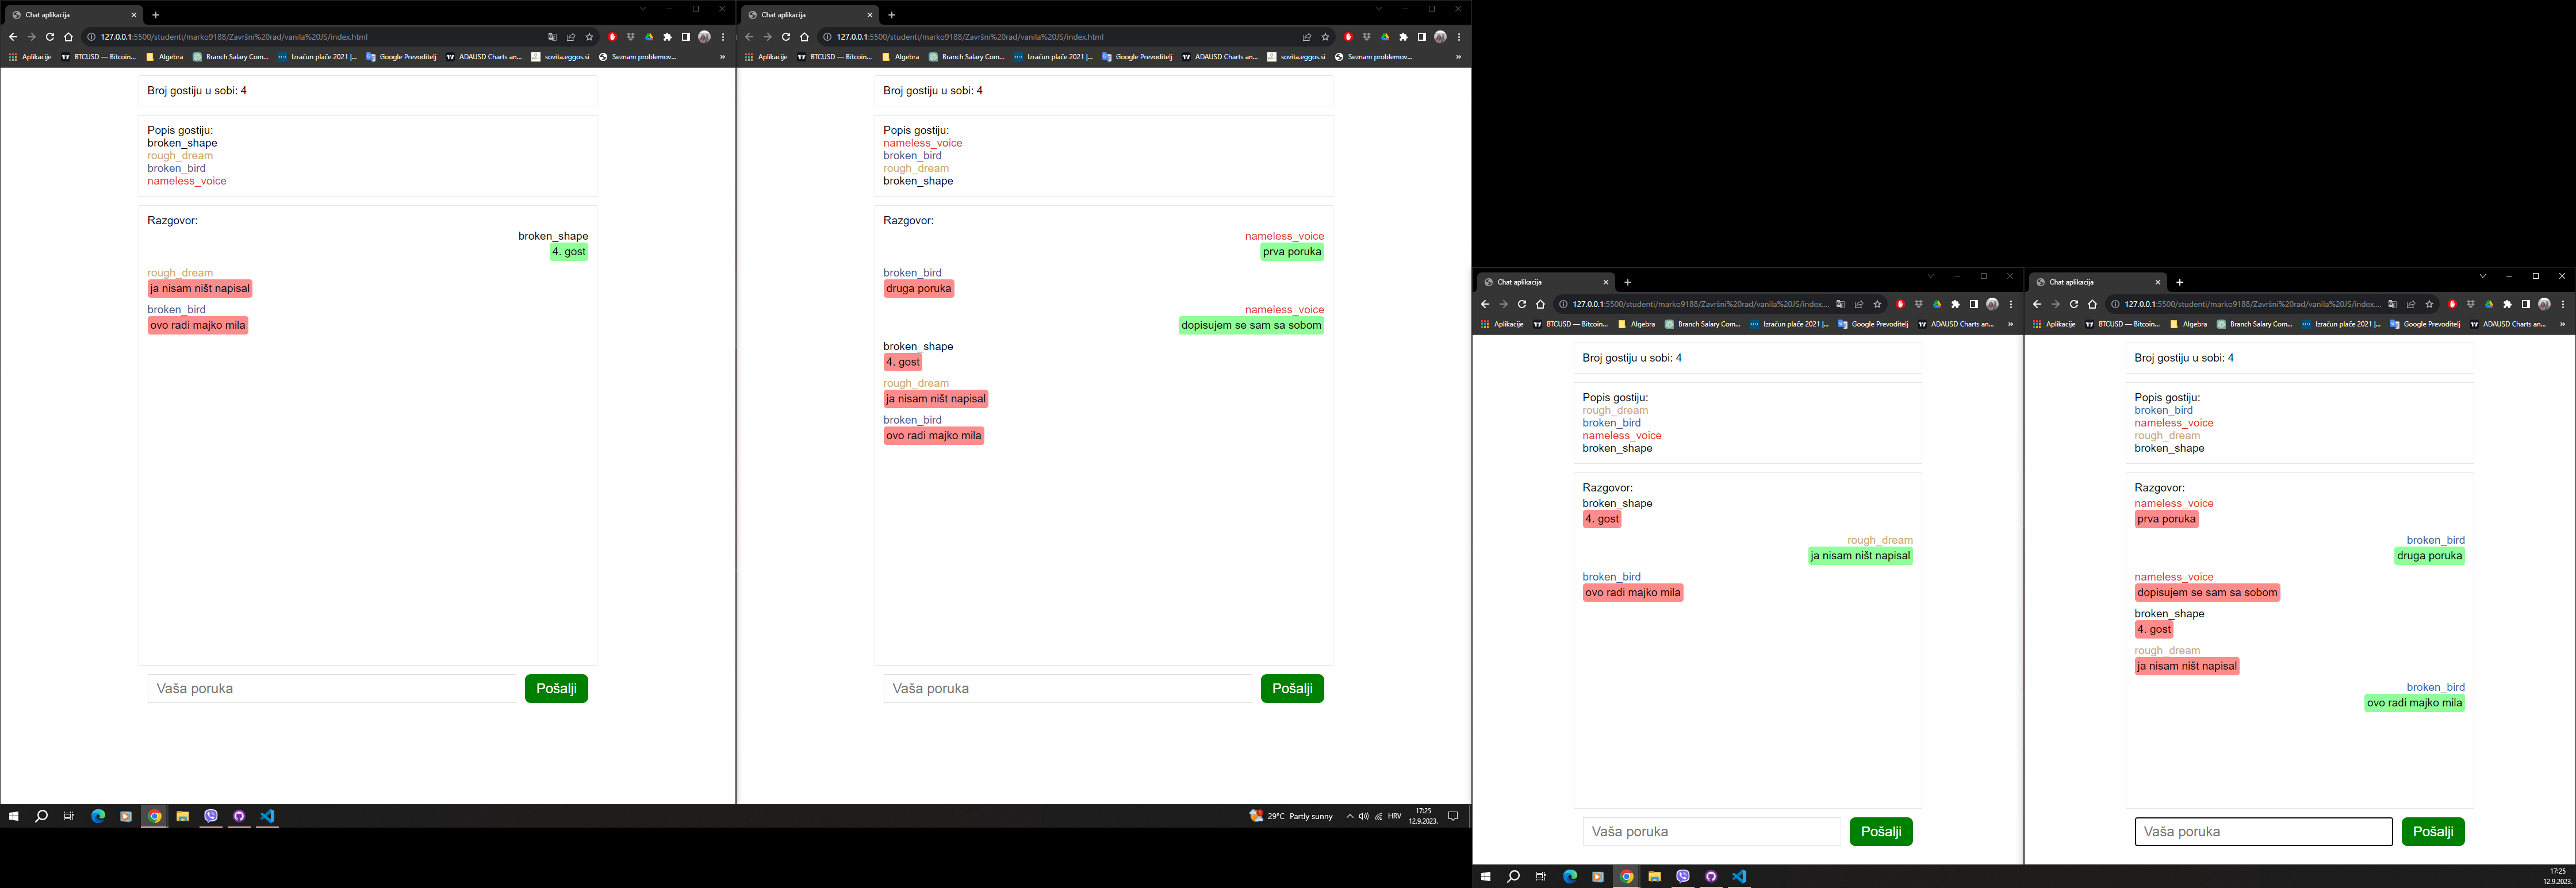 Chat aplikacija
127.0.0.1:5500/studenti/marko9188/Završni%20rad/vanila%20JS/index.html
Aplikacije BTCUSD — Bitcoin... Algebra Branch Salary Com... Izračun plače 2021 |... Google Prevoditelj ADAUSD Charts an... sovita.eggos.si Seznam problemov... »
Broj gostiju u sobi: 4
Popis gostiju:
broken_shape
rough_dream
broken_bird
nameless_voice
Razgovor:
broken_shape
4. gost
rough_dream
ja nisam ništ napisal
broken_bird
ovo radi majko mila
Vaša poruka
Pošalji
Chat aplikacija
127.0.0.1:5500/studenti/marko9188/Završni%20rad/vanila%20JS/index.html
Aplikacije BTCUSD — Bitcoin... Algebra Branch Salary Com... Izračun plače 2021 |... Google Prevoditelj ADAUSD Charts an... sovita.eggos.si Seznam problemov... »
Broj gostiju u sobi: 4
Popis gostiju:
nameless_voice
broken_bird
rough_dream
broken_shape
Razgovor:
nameless_voice
prva poruka
broken_bird
druga poruka
nameless_voice
dopisujem se sam sa sobom
broken_shape
4. gost
rough_dream
ja nisam ništ napisal
broken_bird
ovo radi majko mila
Vaša poruka
Pošalji
29°C Partly sunny
HRV
17:25
12.9.2023.
Chat aplikacija
127.0.0.1:5500/studenti/marko9188/Završni%20rad/vanila%20JS/index....
Aplikacije BTCUSD — Bitcoin... Algebra Branch Salary Com... Izračun plače 2021 |... Google Prevoditelj ADAUSD Charts an... »
Broj gostiju u sobi: 4
Popis gostiju:
rough_dream
broken_bird
nameless_voice
broken_shape
Razgovor:
broken_shape
4. gost
rough_dream
ja nisam ništ napisal
broken_bird
ovo radi majko mila
Vaša poruka
Pošalji
Chat aplikacija
127.0.0.1:5500/studenti/marko9188/Završni%20rad/vanila%20JS/index....
Aplikacije BTCUSD — Bitcoin... Algebra Branch Salary Com... Izračun plače 2021 |... Google Prevoditelj ADAUSD Charts an... »
Broj gostiju u sobi: 4
Popis gostiju:
broken_bird
nameless_voice
rough_dream
broken_shape
Razgovor:
nameless_voice
prva poruka
broken_bird
druga poruka
nameless_voice
dopisujem se sam sa sobom
broken_shape
4. gost
rough_dream
ja nisam ništ napisal
broken_bird
ovo radi majko mila
Vaša poruka
Pošalji
17:25
12.9.2023.